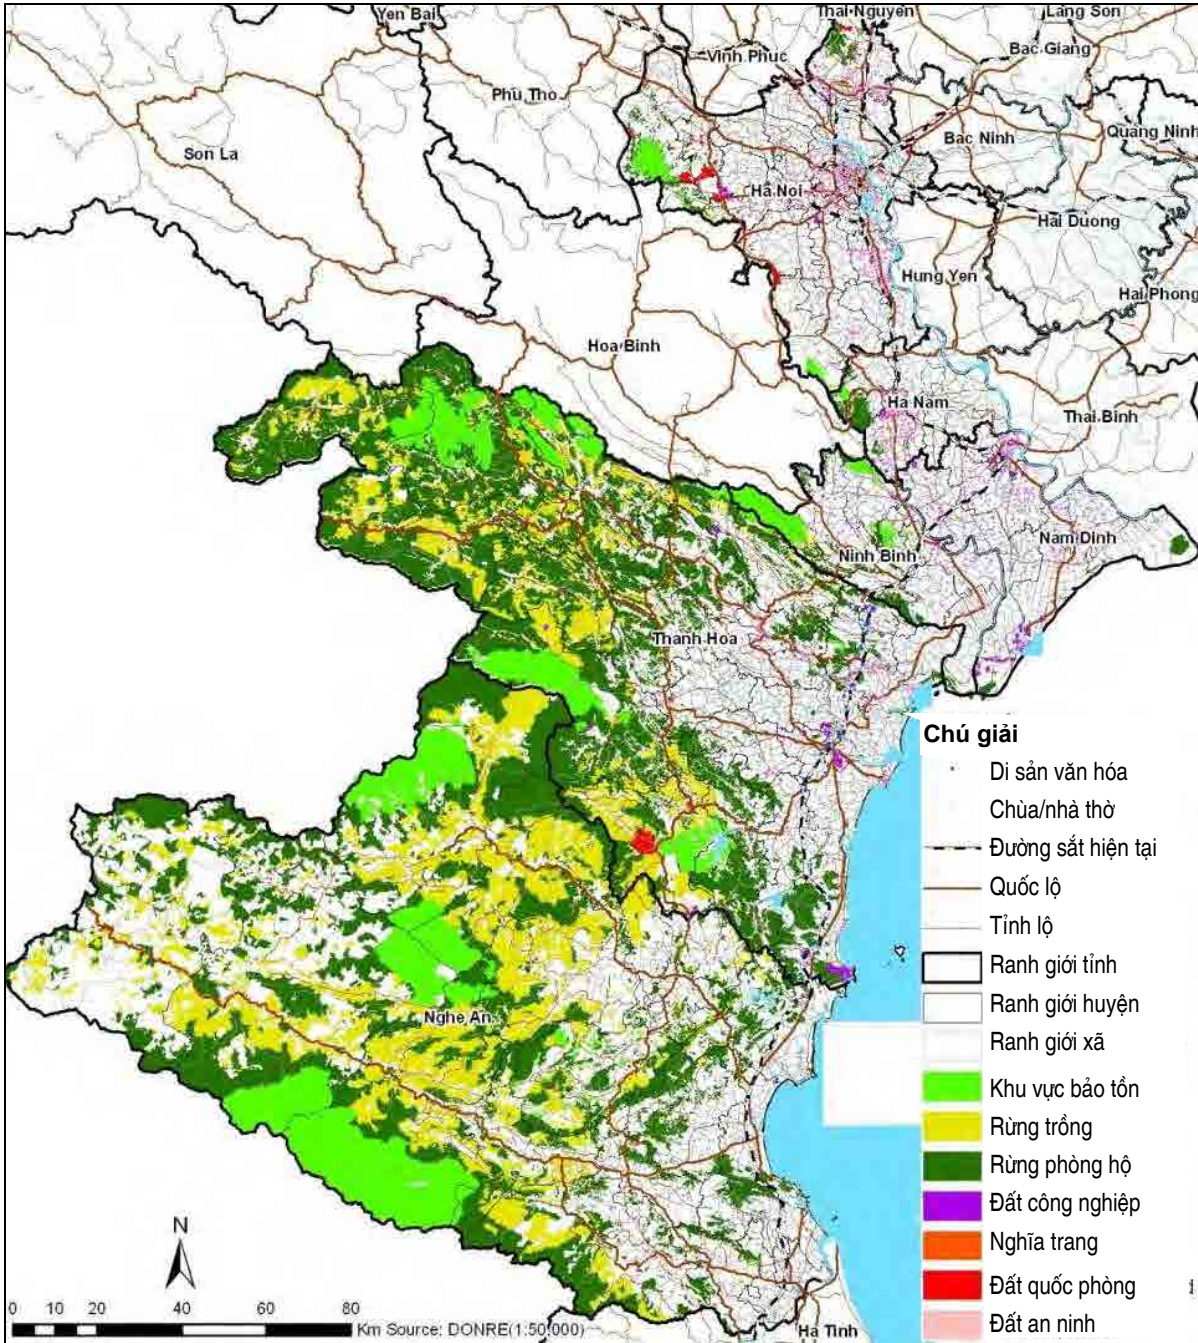 Yen Bai
Thai Nguyen
Lang Son
Vinh Phuc
Bac Giang
Phu Tho
Son La
Bac Ninh
Quang Ninh
Ha Noi
Hai Duong
Hung Yen
Hai Phong
Hoa Binh
Ha Nam
Thai Binh
Ninh Binh
Nam Dinh
Thanh Hoa
Nghe An
Ha Tinh
Chú giải
Di sản văn hóa
Chùa/nhà thờ
Đường sắt hiện tại
Quốc lộ
Tỉnh lộ
Ranh giới tỉnh
Ranh giới huyện
Ranh giới xã
Khu vực bảo tồn
Rừng trồng
Rừng phòng hộ
Đất công nghiệp
Nghĩa trang
Đất quốc phòng
Đất an ninh
N
0 10 20 40 60 80
Km Source: DONRE(1:50,000)